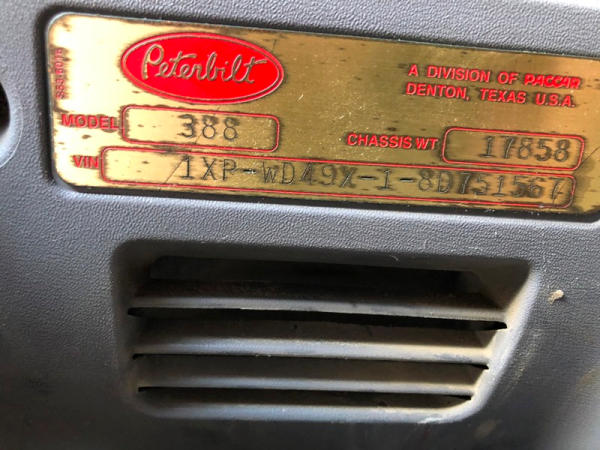 Peterbilt
A DIVISION OF PACCAR
DENTON, TEXAS U.S.A.
MODEL 388
CHASSIS WT 17858
VIN 1XP-WD49X-1-8D751567